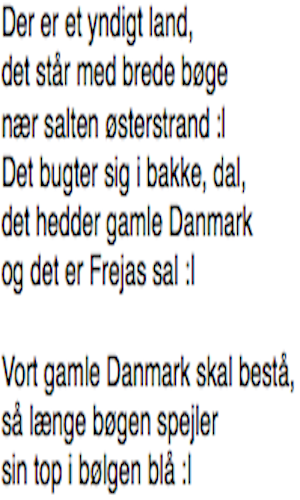 Der er et yndigt land,
det står med brede bøge
nær salten østerstrand :l
Det bugter sig i bakke, dal,
det hedder gamle Danmark
og det er Frejas sal :l

Vort gamle Danmark skal bestå,
så længe bøgen spejler
sin top i bølgen blå :l